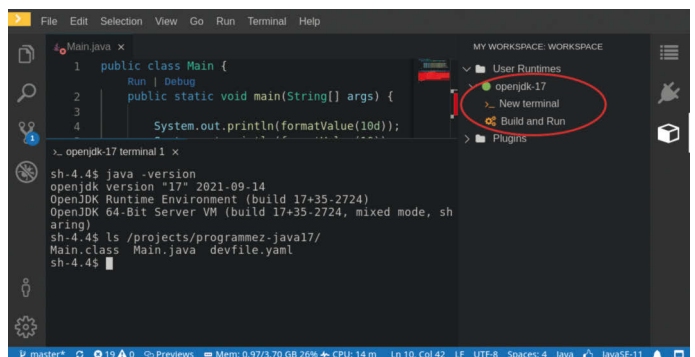 File Edit Selection View Go Run Terminal Help
Main.java ×
MY WORKSPACE: WORKSPACE
1 public class Main {
Run | Debug
2 public static void main(String[] args) {
3
4 System.out.println(formatValue(10d));
User Runtimes
openjdk-17
>_ New terminal
Build and Run
Plugins
1
>_ openjdk-17 terminal 1 ×
sh-4.4$ java -version
openjdk version "17" 2021-09-14
OpenJDK Runtime Environment (build 17+35-2724)
OpenJDK 64-Bit Server VM (build 17+35-2724, mixed mode, sh
aring)
sh-4.4$ ls /projects/programmez-java17/
Main.class Main.java devfile.yaml
sh-4.4$
master* 19 0 Previews Mem: 0.97/3.70 GB 26% CPU: 14 m Ln 10, Col 42 LF UTF-8 Spaces: 4 Java JavaSE-11